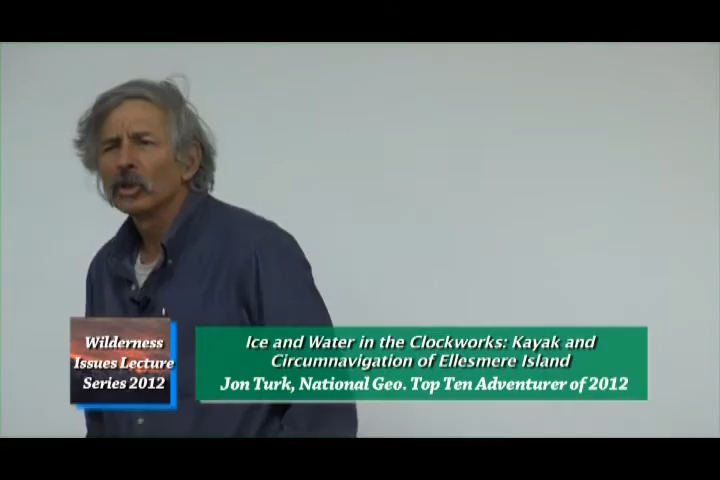 Wilderness
Issues Lecture
Series 2012
Ice and Water in the Clockworks: Kayak and
Circumnavigation of Ellesmere Island
Jon Turk, National Geo. Top Ten Adventurer of 2012